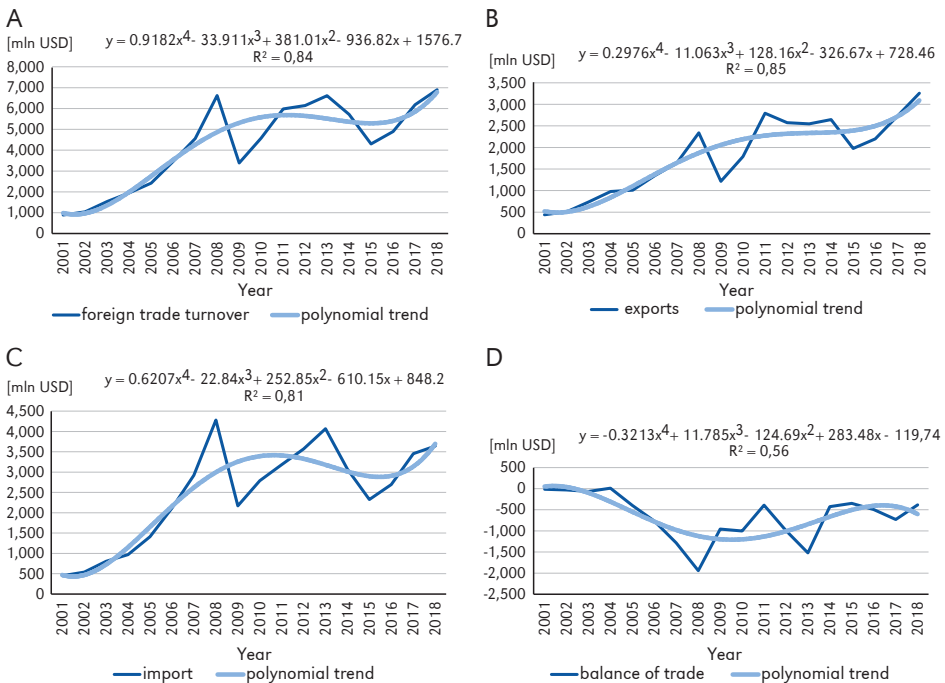 A
[mln USD]
y = 0.9182x⁴- 33.911x³+ 381.01x²- 936.82x + 1576.7
R² = 0,84
8,000
7,000
6,000
5,000
4,000
3,000
2,000
1,000
0
2001 2002 2003 2004 2005 2006 2007 2008 2009 2010 2011 2012 2013 2014 2015 2016 2017 2018
Year
foreign trade turnover polynomial trend
B
[mln USD]
y = 0.2976x⁴- 11.063x³+ 128.16x²- 326.67x + 728.46
R² = 0,85
3,500
3,000
2,500
2,000
1,500
1,000
500
0
2001 2002 2003 2004 2005 2006 2007 2008 2009 2010 2011 2012 2013 2014 2015 2016 2017 2018
Year
exports polynomial trend
C
[mln USD]
y = 0.6207x⁴- 22.84x³+ 252.85x²- 610.15x + 848.2
R² = 0,81
4,500
4,000
3,500
3,000
2,500
2,000
1,500
1,000
500
0
2001 2002 2003 2004 2005 2006 2007 2008 2009 2010 2011 2012 2013 2014 2015 2016 2017 2018
Year
import polynomial trend
D
[mln USD]
y = -0.3213x⁴+ 11.785x³- 124.69x²+ 283.48x - 119,74
R² = 0,56
500
0
-500
-1,000
-1,500
-2,000
-2,500
2001 2002 2003 2004 2005 2006 2007 2008 2009 2010 2011 2012 2013 2014 2015 2016 2017 2018
Year
balance of trade polynomial trend